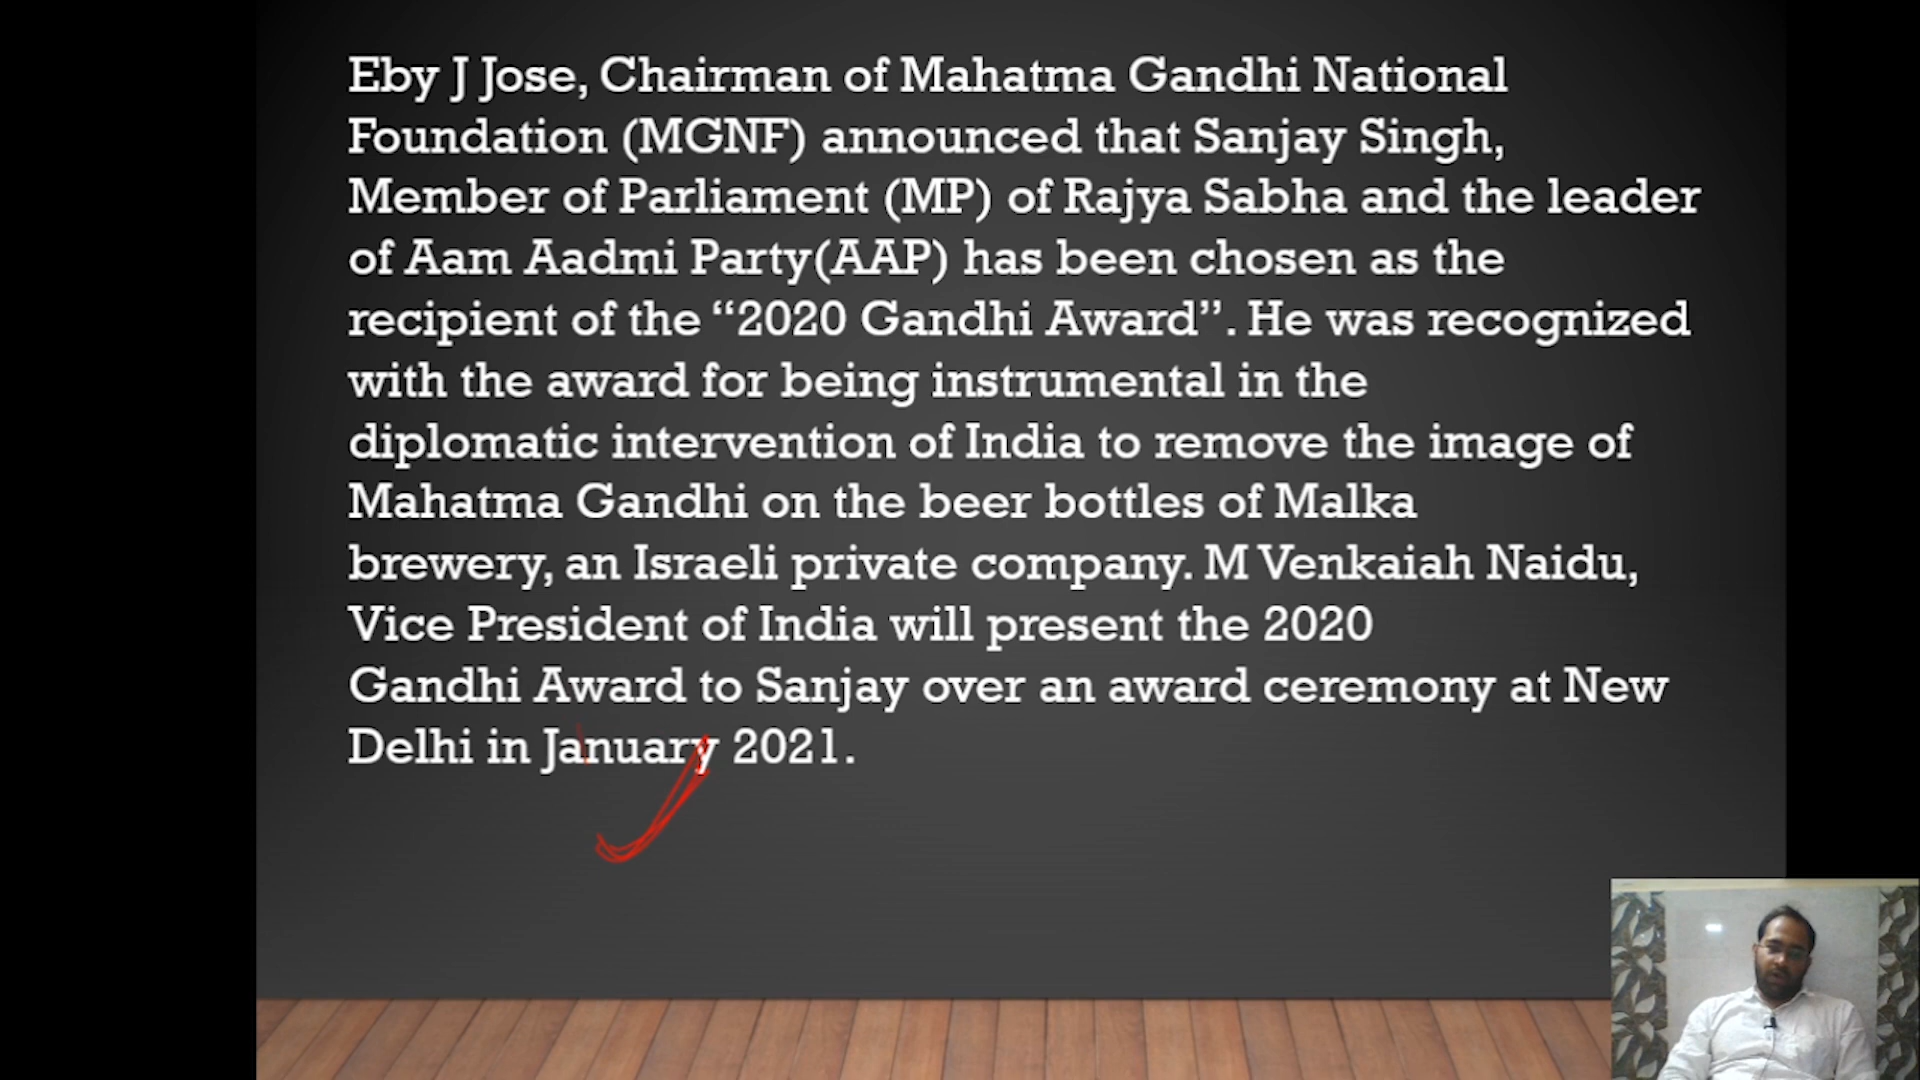 Eby J Jose, Chairman of Mahatma Gandhi National
Foundation (MGNF) announced that Sanjay Singh,
Member of Parliament (MP) of Rajya Sabha and the leader
of Aam Aadmi Party(AAP) has been chosen as the
recipient of the “2020 Gandhi Award”. He was recognized
with the award for being instrumental in the
diplomatic intervention of India to remove the image of
Mahatma Gandhi on the beer bottles of Malka
brewery, an Israeli private company. M Venkaiah Naidu,
Vice President of India will present the 2020
Gandhi Award to Sanjay over an award ceremony at New
Delhi in January 2021.